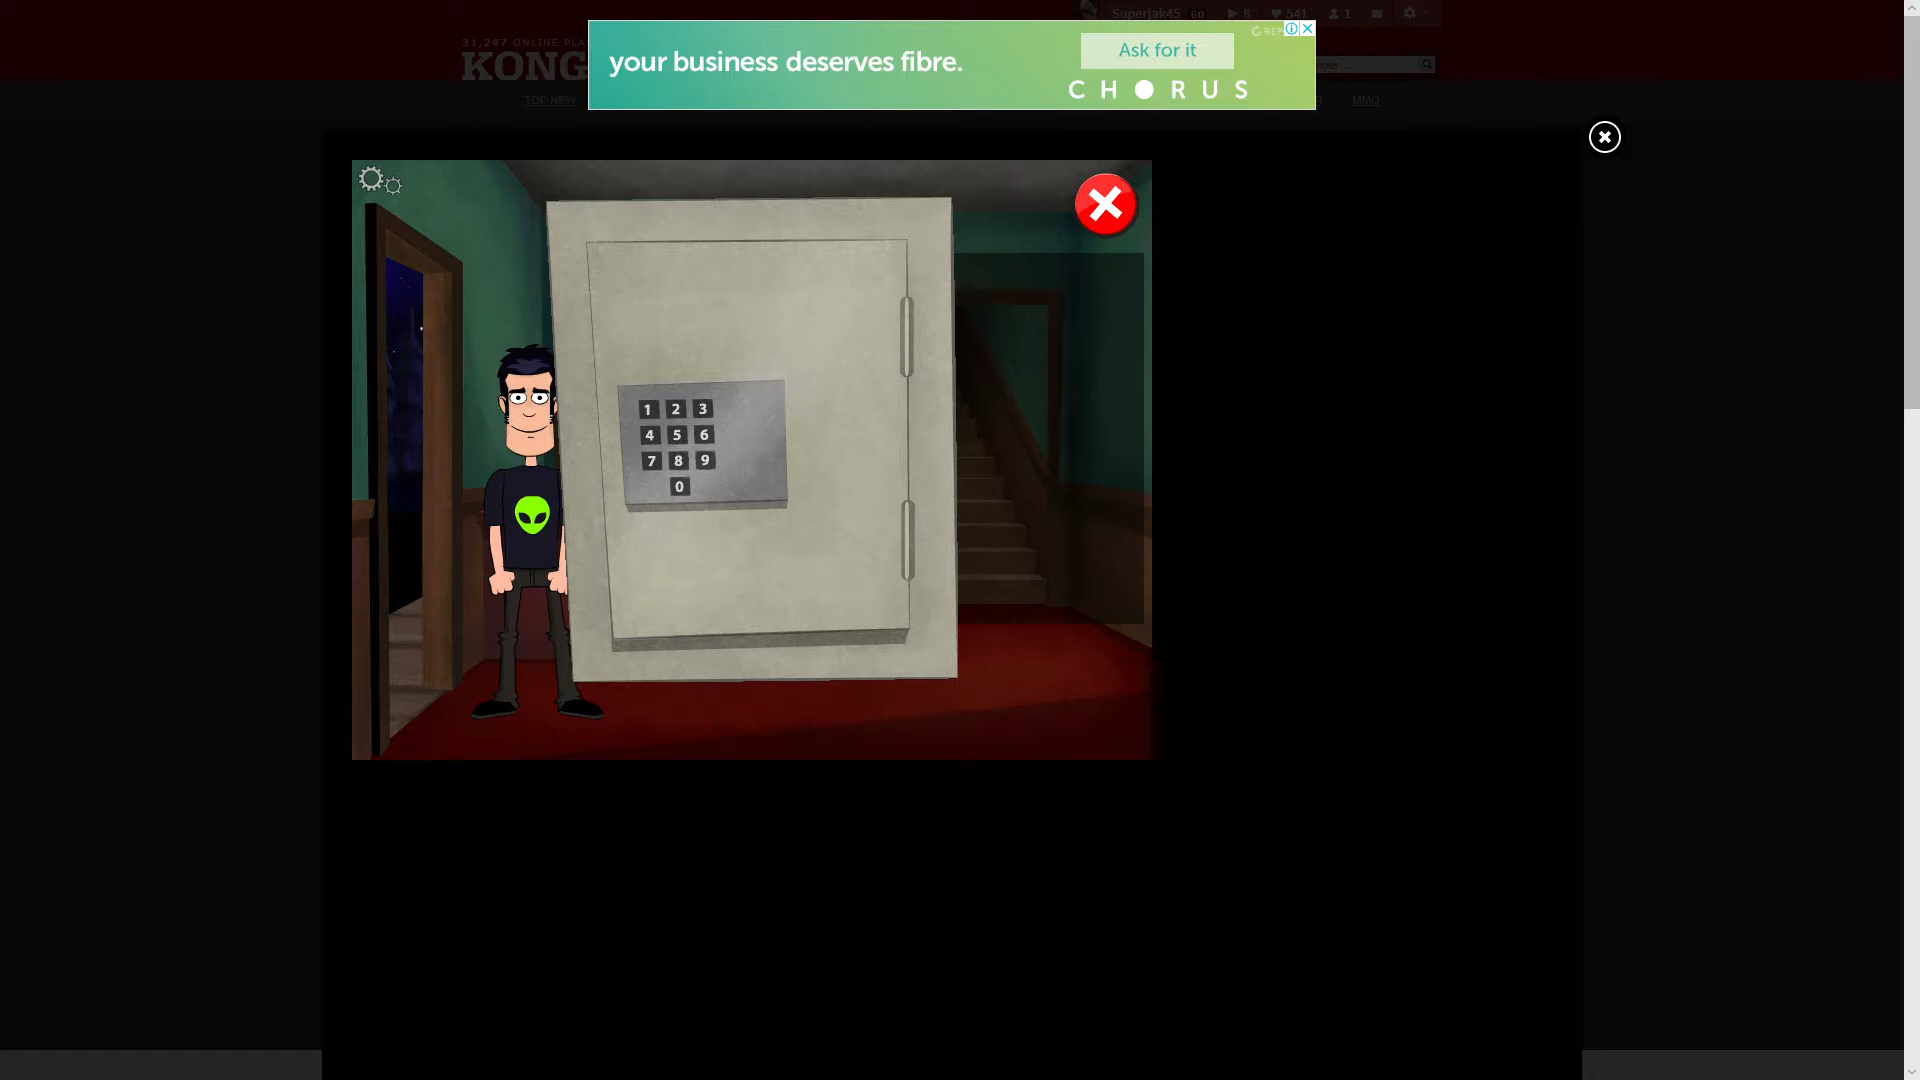 Superjak45 60 8 541 1
31,247 ONLINE PLA
KONG
your business deserves fibre.
Ask for it
CHORUS
TOP NEW
MMO
1 2 3
4 5 6
7 8 9
0